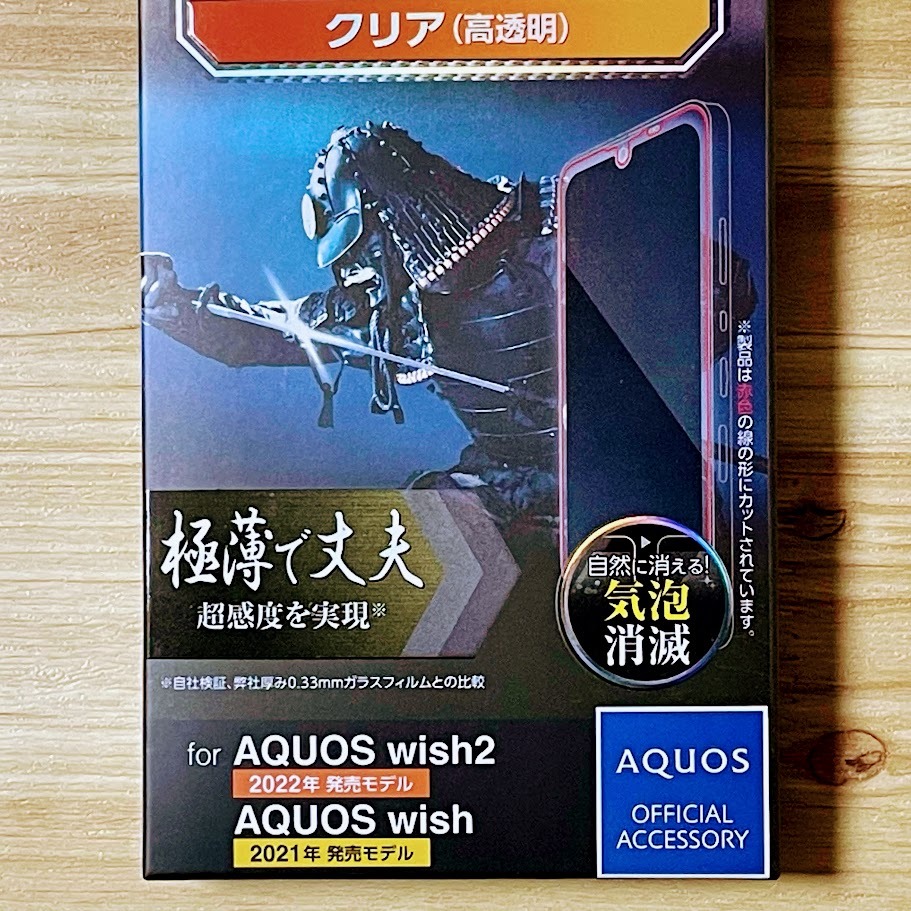 クリア（高透明）
※製品は赤色の線の形にカットされています。
極薄で丈夫
超感度を実現※
自然に消える!
気泡
消滅
※自社検証、弊社厚み0.33mmガラスフィルムとの比較
for AQUOS wish2
2022年 発売モデル
AQUOS wish
2021年 発売モデル
AQUOS
OFFICIAL
ACCESSORY